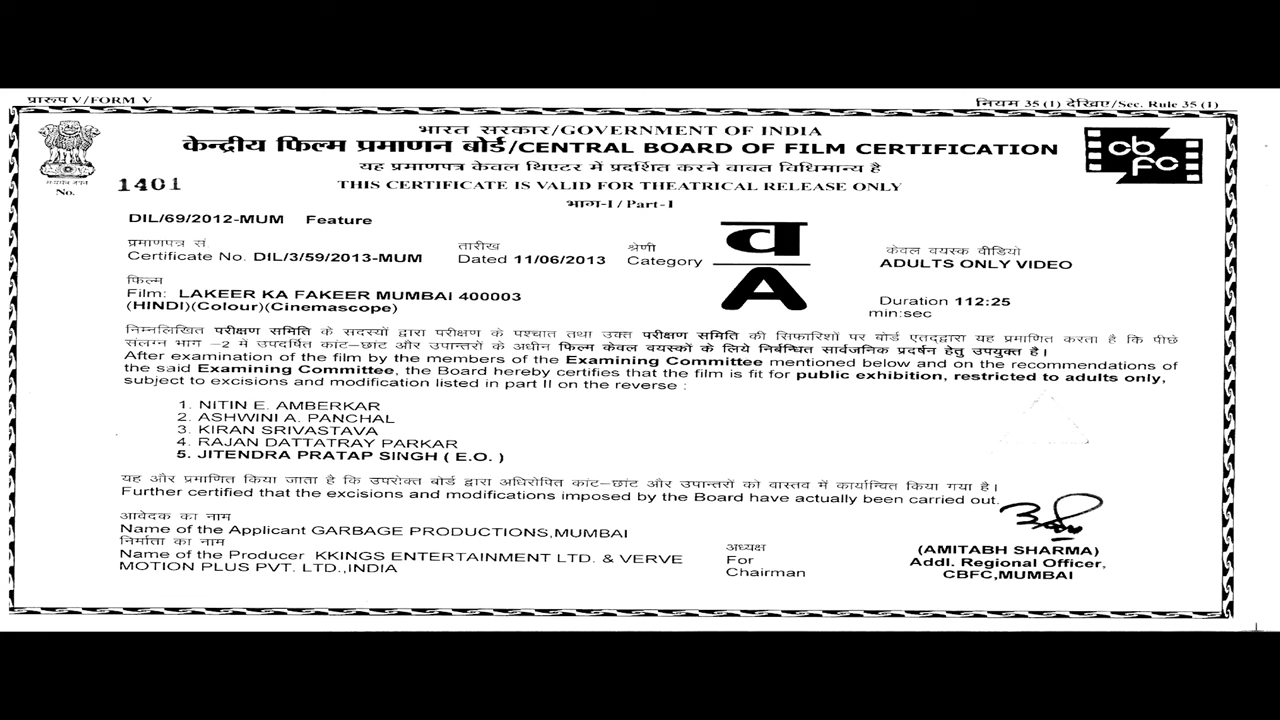 प्रारूप V/FORM V
नियम 35 (1) देखिए/Sec. Rule 35 (1)
भारत सरकार/GOVERNMENT OF INDIA
केन्द्रीय फिल्म प्रमाणन बोर्ड/CENTRAL BOARD OF FILM CERTIFICATION
cb
fc
यह प्रमाणपत्र केवल थिएटर में प्रदर्शित करने वावत विधिमान्य है
सत्यमेव जयते
No. 1401
THIS CERTIFICATE IS VALID FOR THEATRICAL RELEASE ONLY
भाग-I / Part-I
DIL/69/2012-MUM Feature
प्रमाणपत्र सं
तारीख
श्रेणी
व
केवल वयस्क वीडियो
Certificate No. DIL/3/59/2013-MUM
Dated 11/06/2013
Category
A
ADULTS ONLY VIDEO
फिल्म
Film: LAKEER KA FAKEER MUMBAI 400003
(HINDI)(Colour)(Cinemascope)
Duration 112:25
min:sec
निम्नलिखित परीक्षण समिति के सदस्यों द्वारा परीक्षण के पश्चात तथा उक्त परीक्षण समिति की सिफारिशों पर बोर्ड एतद्द्वारा यह प्रमाणित करता है कि पीछे
संलग्न भाग -2 में उपदर्षित कांट-छांट और उपान्तरों के अधीन फिल्म केवल वयस्कों के लिये निर्बन्धित सार्वजनिक प्रदर्षन हेतु उपयुक्त है।
After examination of the film by the members of the Examining Committee mentioned below and on the recommendations of
the said Examining Committee, the Board hereby certifies that the film is fit for public exhibition, restricted to adults only,
subject to excisions and modification listed in part II on the reverse :
1. NITIN E. AMBERKAR
2. ASHWINI A. PANCHAL
3. KIRAN SRIVASTAVA
4. RAJAN DATTATRAY PARKAR
5. JITENDRA PRATAP SINGH ( E.O. )
यह और प्रमाणित किया जाता है कि उपरोक्त बोर्ड द्वारा अधिरोपित कांट-छांट और उपान्तरों को वास्तव में कार्यान्वित किया गया है।
Further certified that the excisions and modifications imposed by the Board have actually been carried out.
आवेदक का नाम
Name of the Applicant GARBAGE PRODUCTIONS,MUMBAI
निर्माता का नाम
Name of the Producer KKINGS ENTERTAINMENT LTD. & VERVE
MOTION PLUS PVT. LTD.,INDIA
अध्यक्ष
For
Chairman
(AMITABH SHARMA)
Addl. Regional Officer,
CBFC,MUMBAI